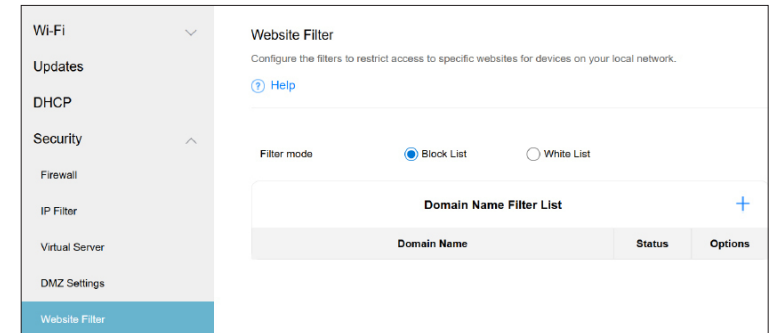 Wi-Fi
Updates
DHCP
Security
Firewall
IP Filter
Virtual Server
DMZ Settings
Website Filter
Website Filter
Configure the filters to restrict access to specific websites for devices on your local network.
? Help
Filter mode Block List White List
Domain Name Filter List +
Domain Name Status Options